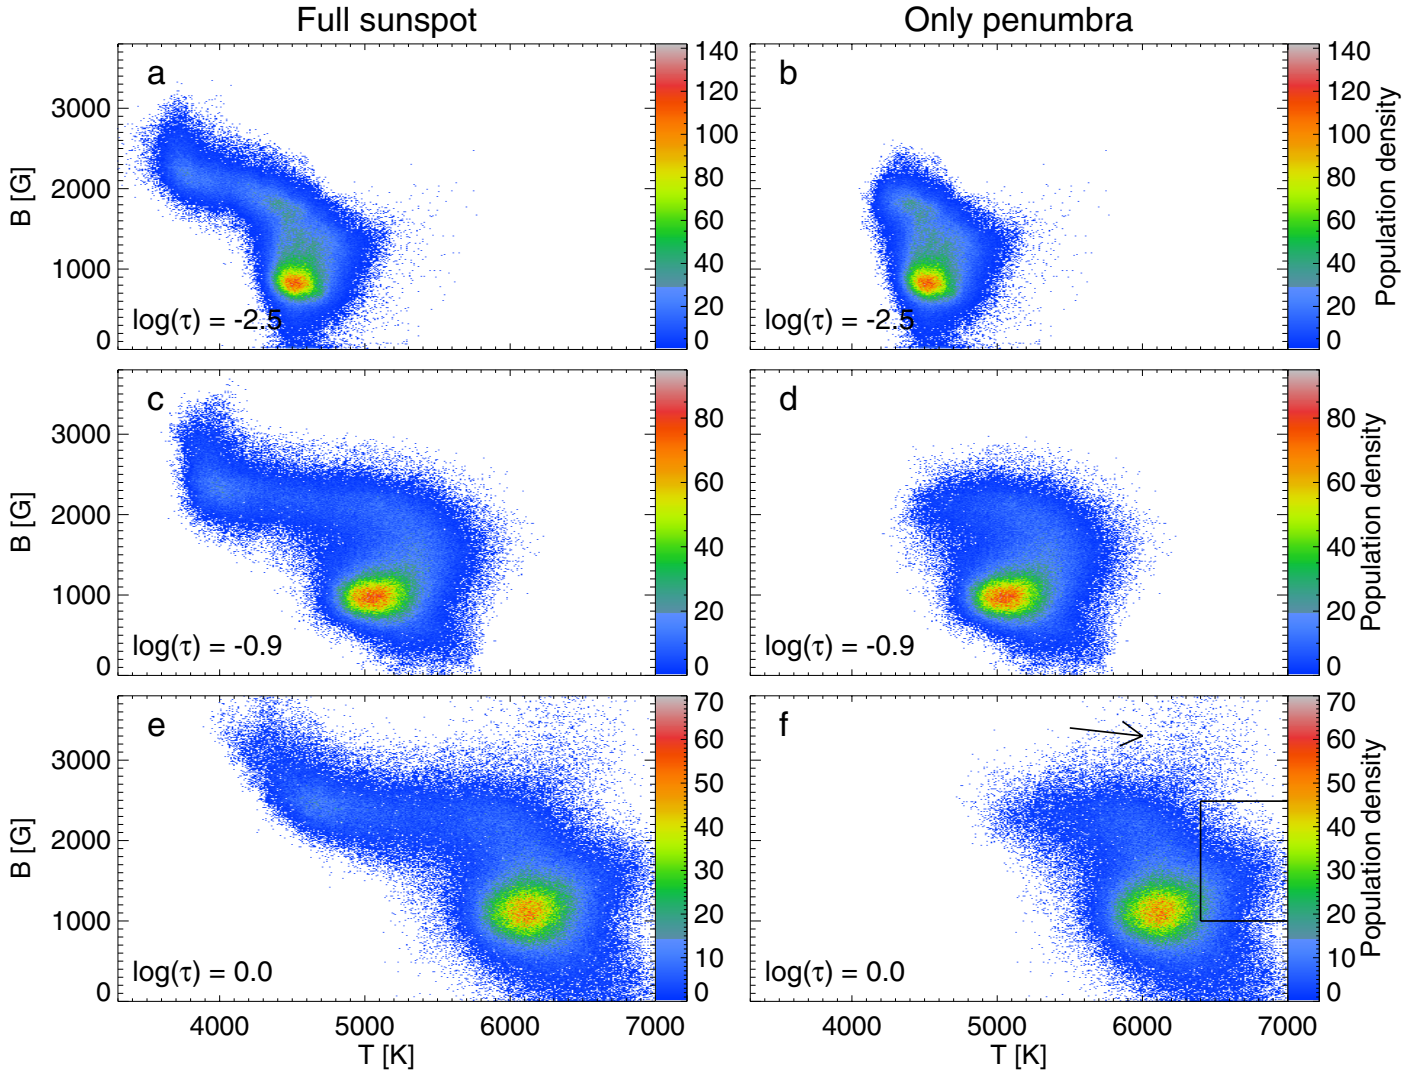 Full sunspot
Only penumbra
a
b
B [G]
3000
2000
1000
0
log(τ) = -2.5
140
120
100
80
60
40
20
0
log(τ) = -2.5
140
120
100
80
60
40
20
0
Population density
c
d
B [G]
3000
2000
1000
0
log(τ) = -0.9
80
60
40
20
0
log(τ) = -0.9
80
60
40
20
0
Population density
e
f
B [G]
3000
2000
1000
0
log(τ) = 0.0
70
60
50
40
30
20
10
0
log(τ) = 0.0
70
60
50
40
30
20
10
0
Population density
4000 5000 6000 7000
T [K]
4000 5000 6000 7000
T [K]